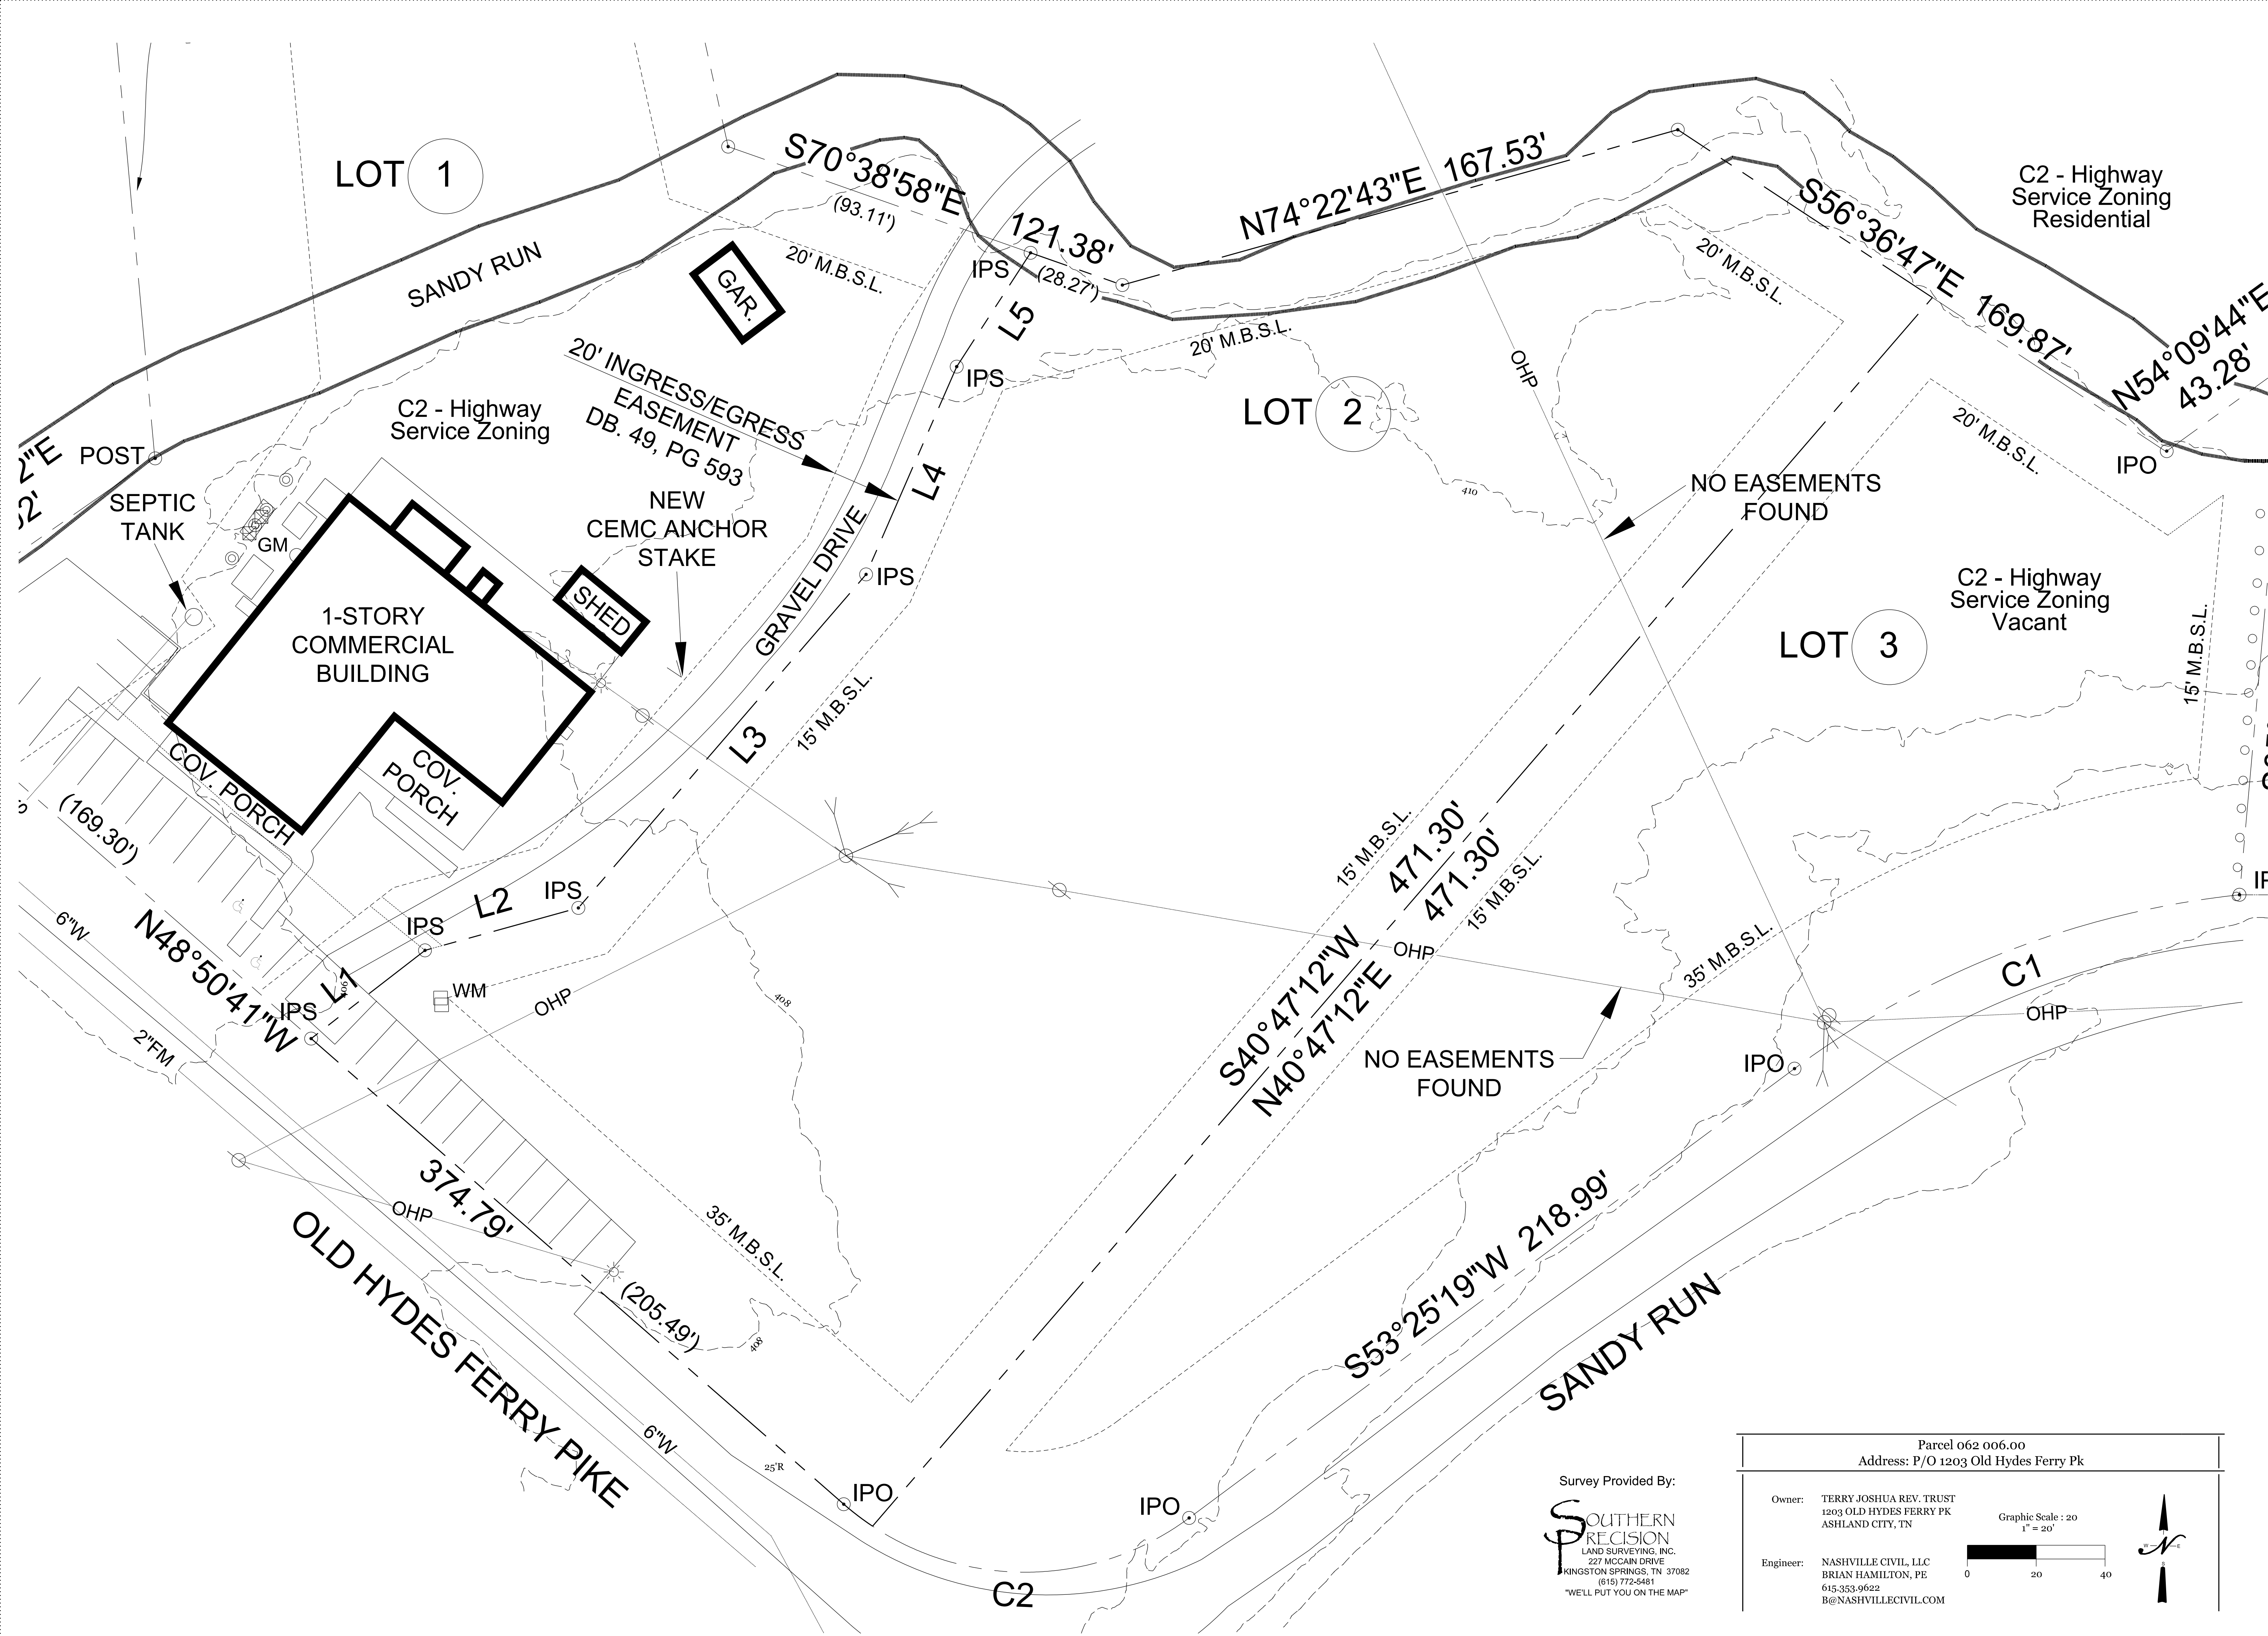 LOT 1
S70°38'58"E
(93.11')
121.38'
(28.27')
IPS
N74°22'43"E 167.53'
S56°36'47"E 169.87'
C2 - Highway
Service Zoning
Residential
N54°09'44"E
43.28'
SANDY RUN
GAR.
20' M.B.S.L.
20' M.B.S.L.
20' M.B.S.L.
20' M.B.S.L.
L5
IPS
OHP
20' INGRESS/EGRESS
EASEMENT
DB. 49, PG 593
C2 - Highway
Service Zoning
LOT 2
POST
IPO
2"E
SEPTIC
TANK
GM
NEW
CEMC ANCHOR
STAKE
L4
410
NO EASEMENTS
FOUND
GRAVEL DRIVE
IPS
SHED
1-STORY
COMMERCIAL
BUILDING
C2 - Highway
Service Zoning
Vacant
LOT 3
15' M.B.S.L.
L3
15' M.B.S.L.
COV. PORCH
COV.
PORCH
(169.30')
15' M.B.S.L.
471.30'
471.30'
15' M.B.S.L.
S40°47'12"W
N40°47'12"E
L2
IPS
IPS
6"W
N48°50'41"W
L1
406
IPS
WM
OHP
408
OHP
35' M.B.S.L.
C1
OHP
2"FM
NO EASEMENTS
FOUND
IPO
374.79'
OHP
35' M.B.S.L.
S53°25'19"W 218.99'
OLD HYDES FERRY PIKE
(205.49')
408
SANDY RUN
6"W
25'R
IPO
IPO
C2
Survey Provided By:
SOUTHERN
PRECISION
LAND SURVEYING, INC.
227 MCCAIN DRIVE
KINGSTON SPRINGS, TN 37082
(615) 772-5481
"WE'LL PUT YOU ON THE MAP"
Parcel 062 006.00
Address: P/O 1203 Old Hydes Ferry Pk
Owner: TERRY JOSHUA REV. TRUST
1203 OLD HYDES FERRY PK
ASHLAND CITY, TN
Graphic Scale : 20
1" = 20'
0 20 40
Engineer: NASHVILLE CIVIL, LLC
BRIAN HAMILTON, PE
615.353.9622
B@NASHVILLECIVIL.COM
W N E
S